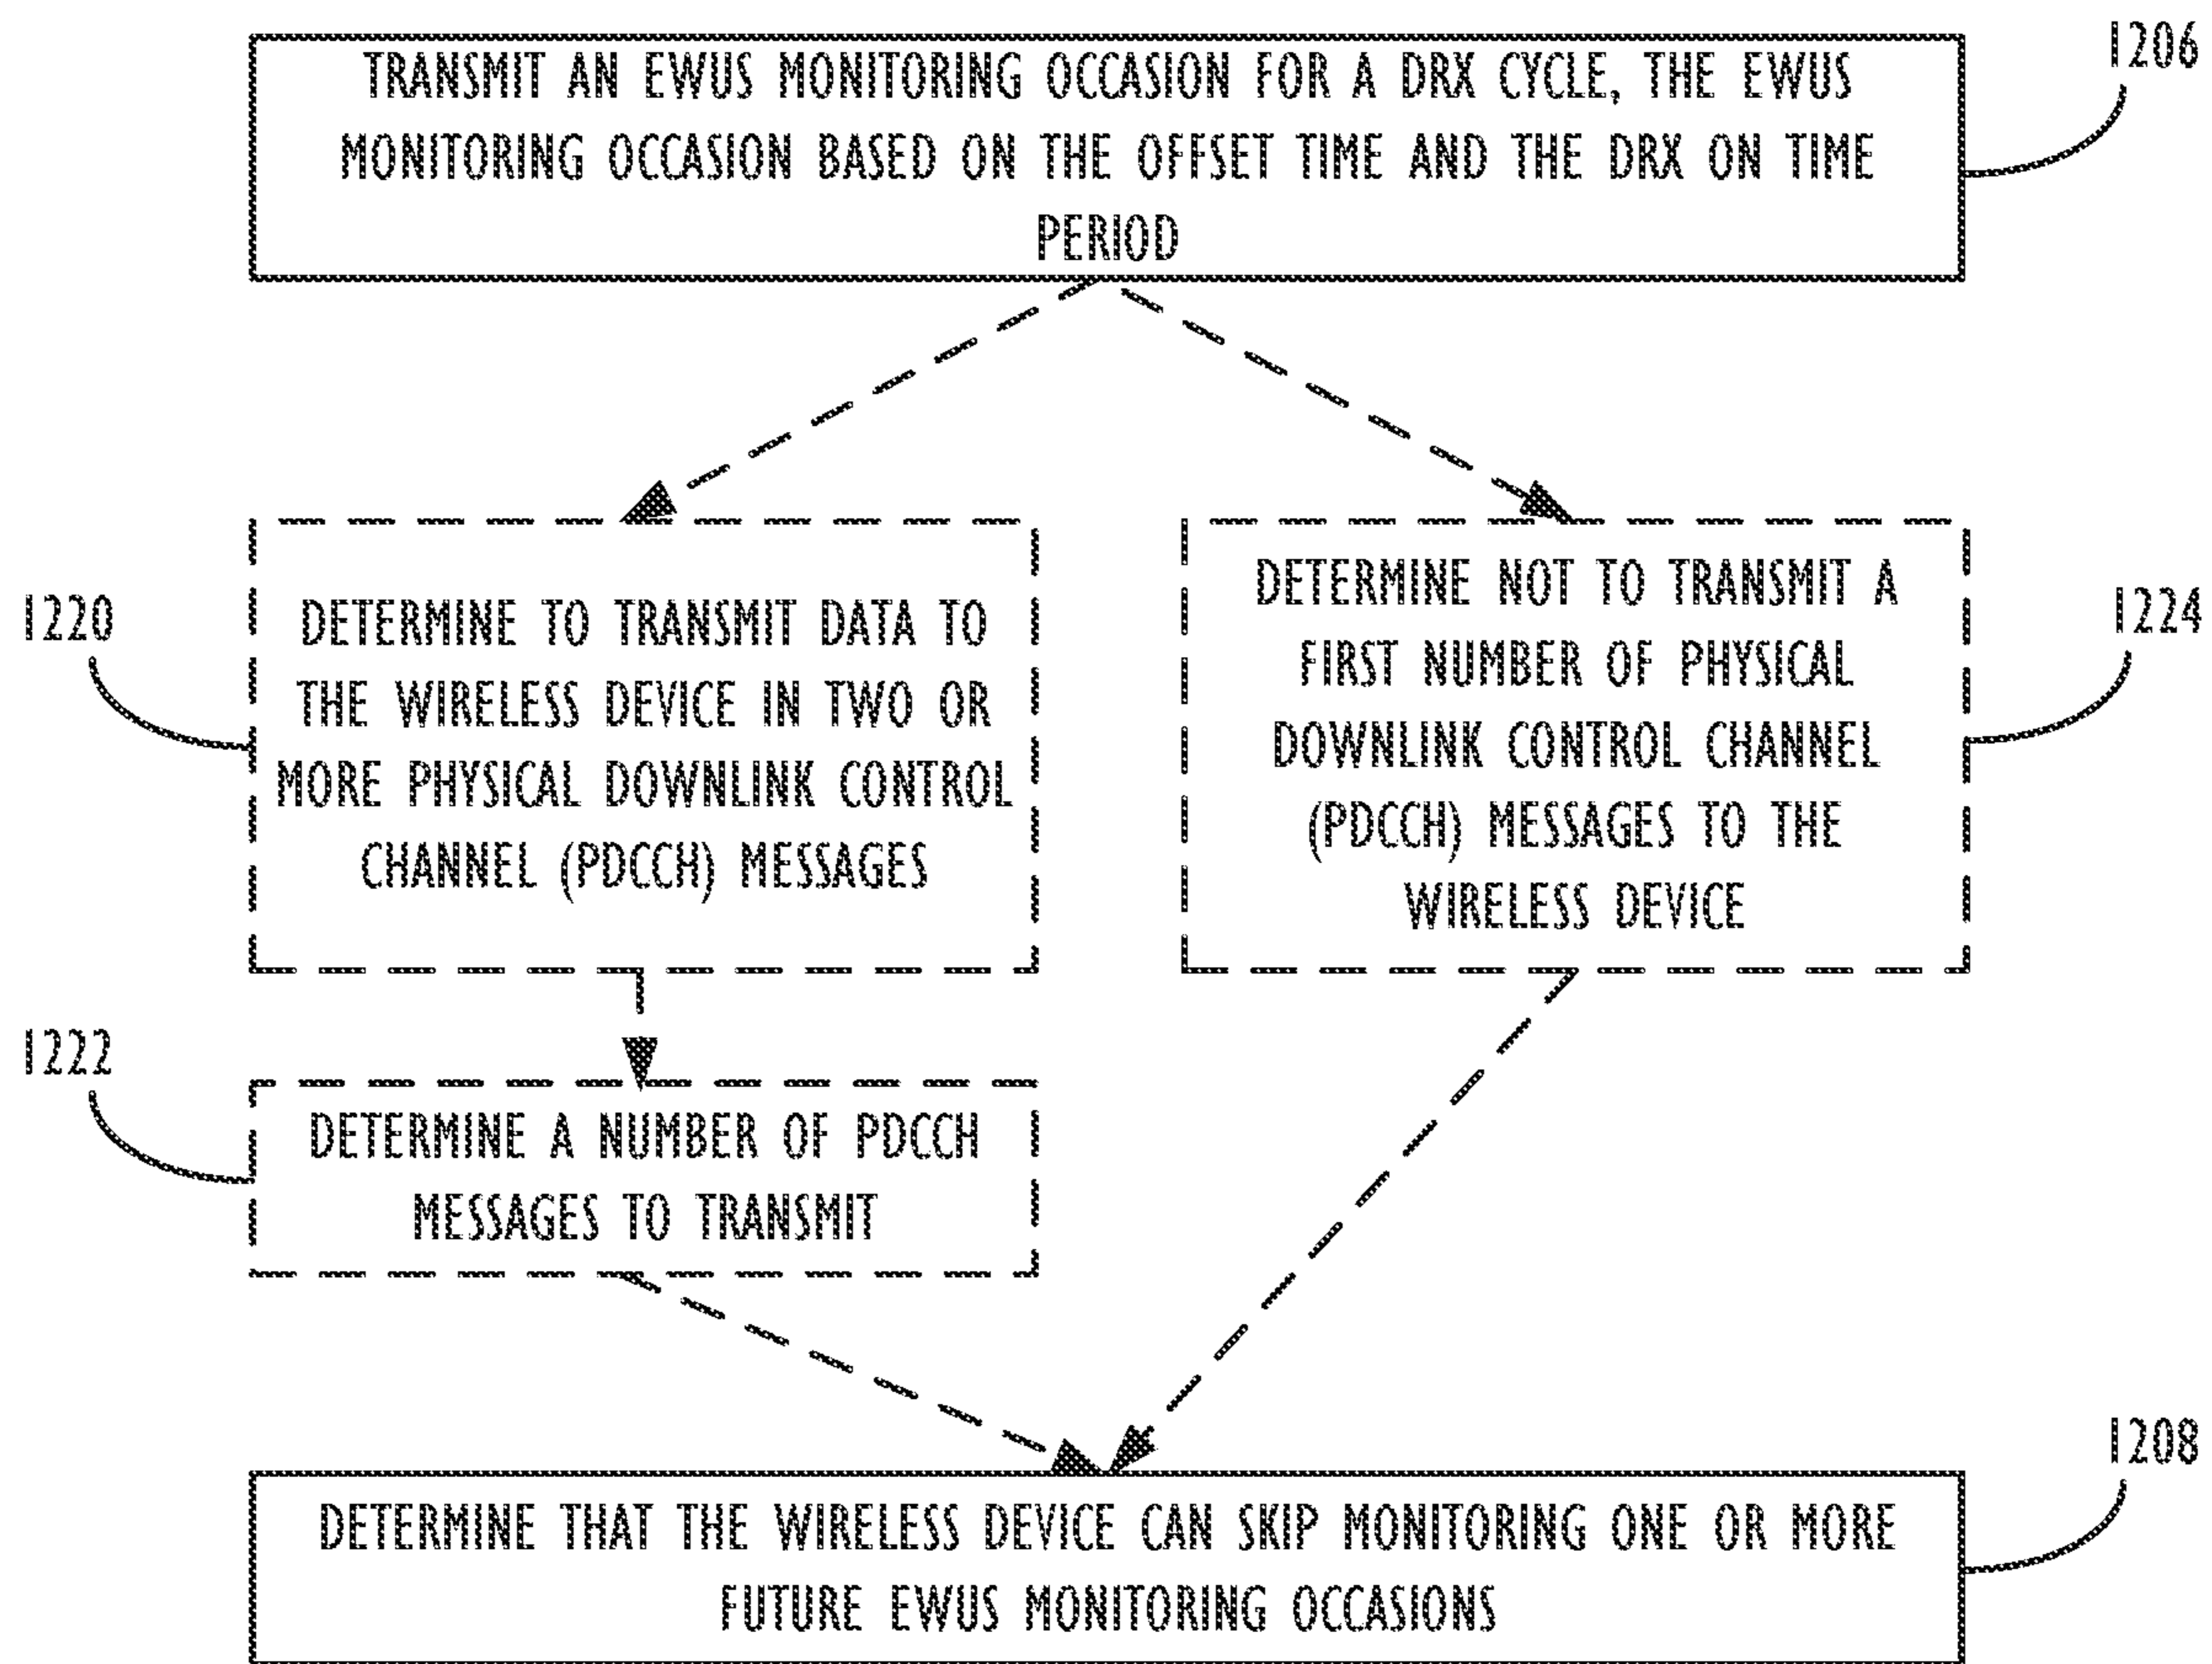 1206
TRANSMIT AN EWUS MONITORING OCCASION FOR A DRX CYCLE, THE EWUS
MONITORING OCCASION BASED ON THE OFFSET TIME AND THE DRX ON TIME
PERIOD
1220
DETERMINE TO TRANSMIT DATA TO
THE WIRELESS DEVICE IN TWO OR
MORE PHYSICAL DOWNLINK CONTROL
CHANNEL (PDCCH) MESSAGES
1224
DETERMINE NOT TO TRANSMIT A
FIRST NUMBER OF PHYSICAL
DOWNLINK CONTROL CHANNEL
(PDCCH) MESSAGES TO THE
WIRELESS DEVICE
1222
DETERMINE A NUMBER OF PDCCH
MESSAGES TO TRANSMIT
1208
DETERMINE THAT THE WIRELESS DEVICE CAN SKIP MONITORING ONE OR MORE
FUTURE EWUS MONITORING OCCASIONS